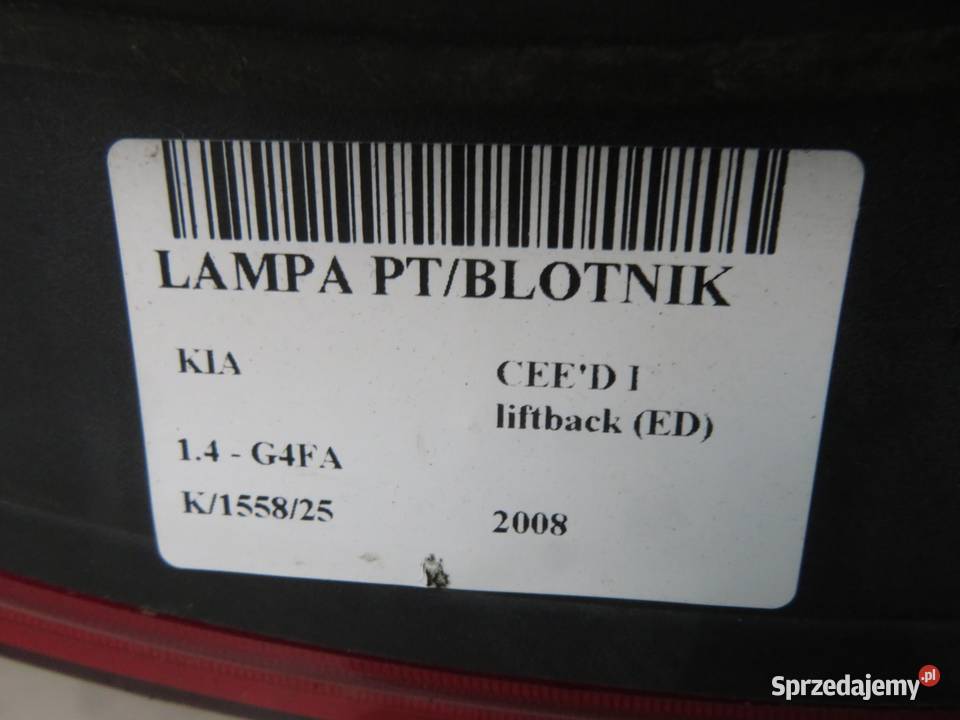 LAMPA PT/BLOTNIK
KIA
CEE'D I
liftback (ED)
1.4 - G4FA
K/1558/25
2008
Sprzedajemy.pl